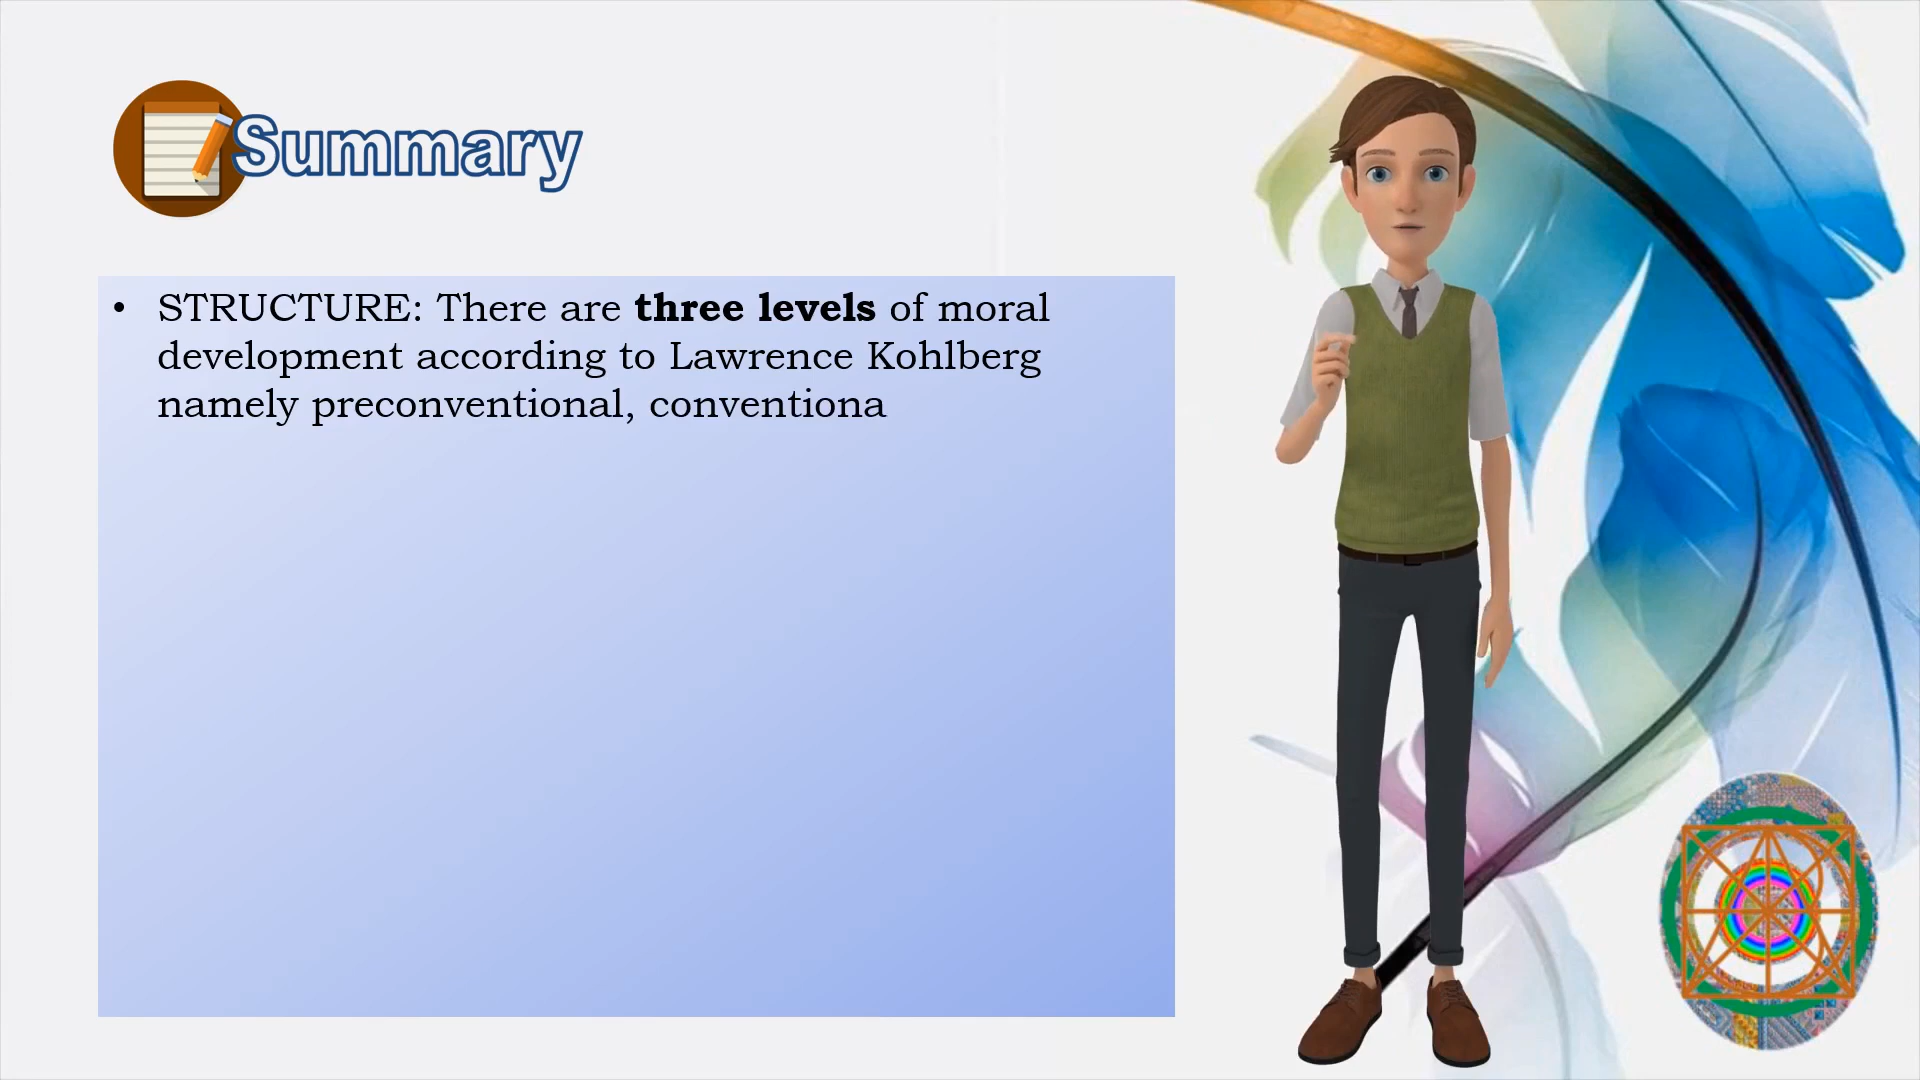 Summary
• STRUCTURE: There are three levels of moral
development according to Lawrence Kohlberg
namely preconventional, conventiona